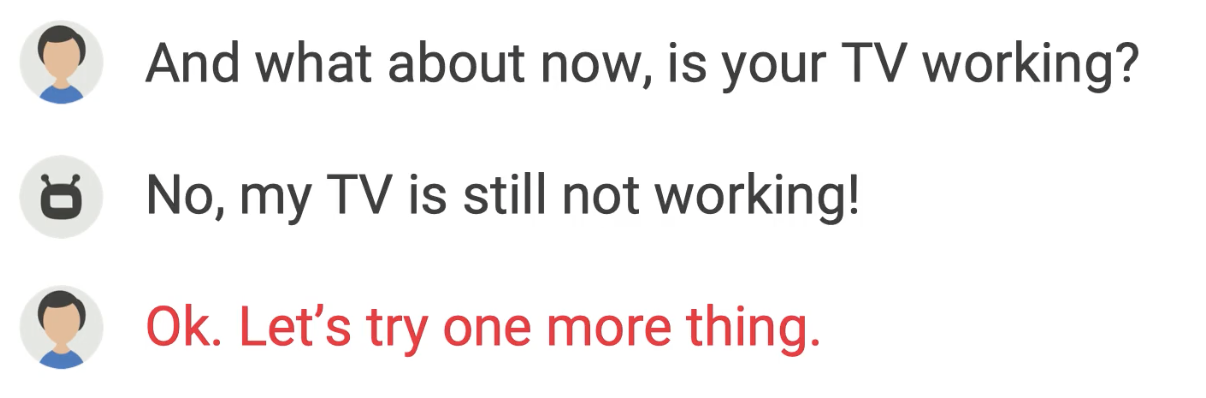 And what about now, is your TV working?
No, my TV is still not working!
Ok. Let’s try one more thing.